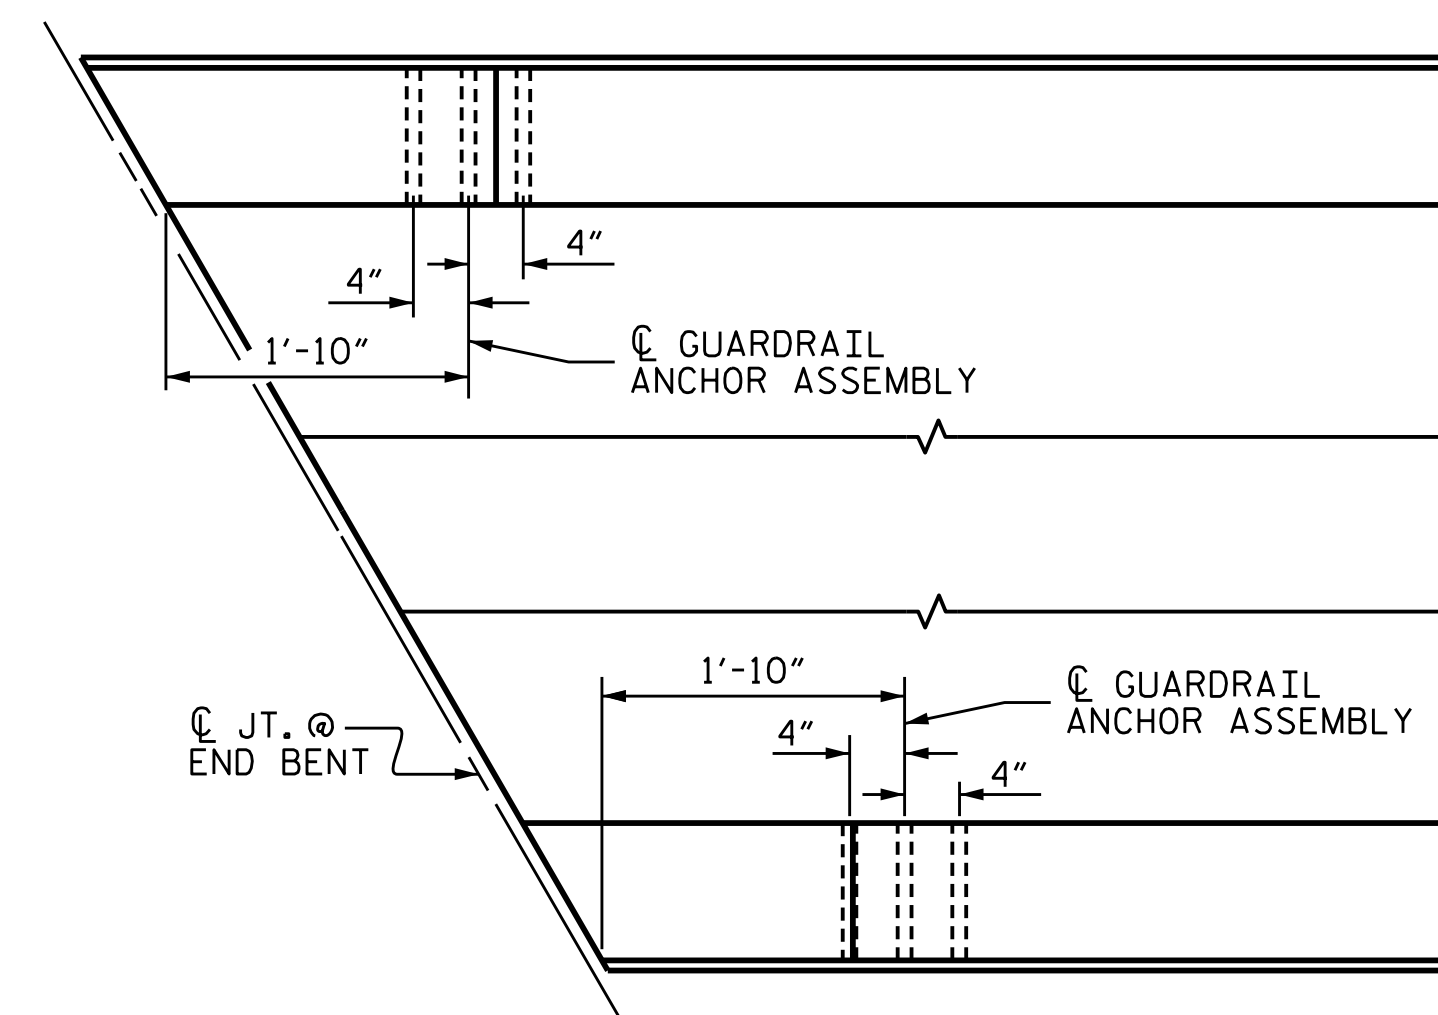 4"
4"
1'-10"
℄ GUARDRAIL
ANCHOR ASSEMBLY
1'-10"
℄ GUARDRAIL
ANCHOR ASSEMBLY
4"
4"
℄ JT. @
END BENT